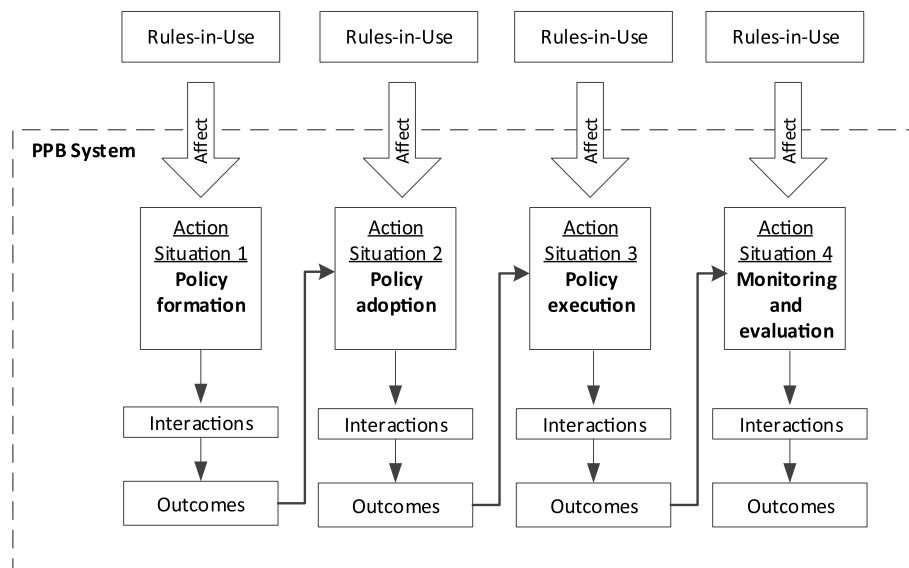 Rules-in-Use
Rules-in-Use
Rules-in-Use
Rules-in-Use
Affect
Affect
Affect
Affect
PPB System
Action
Situation 1
Policy
formation
Action
Situation 2
Policy
adoption
Action
Situation 3
Policy
execution
Action
Situation 4
Monitoring
and
evaluation
Interactions
Interactions
Interactions
Interactions
Outcomes
Outcomes
Outcomes
Outcomes